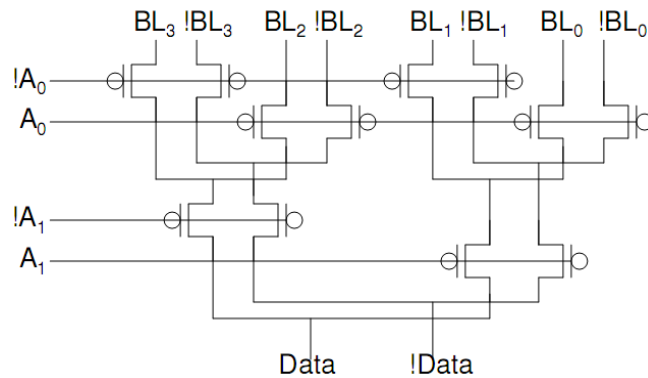 BL₃ !BL₃ BL₂ !BL₂ BL₁ !BL₁ BL₀ !BL₀
!A₀
A₀
!A₁
A₁
Data !Data